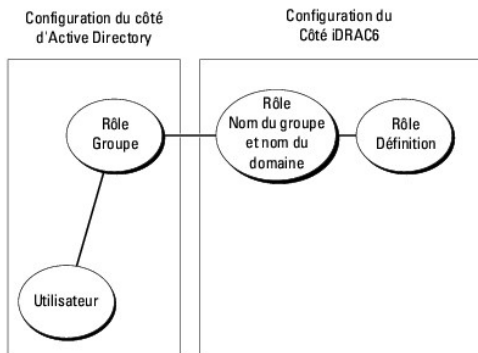 Configuration du côté
d'Active Directory
Configuration du
Côté iDRAC6
Rôle
Groupe
Rôle
Nom du groupe
et nom du
domaine
Rôle
Définition
Utilisateur